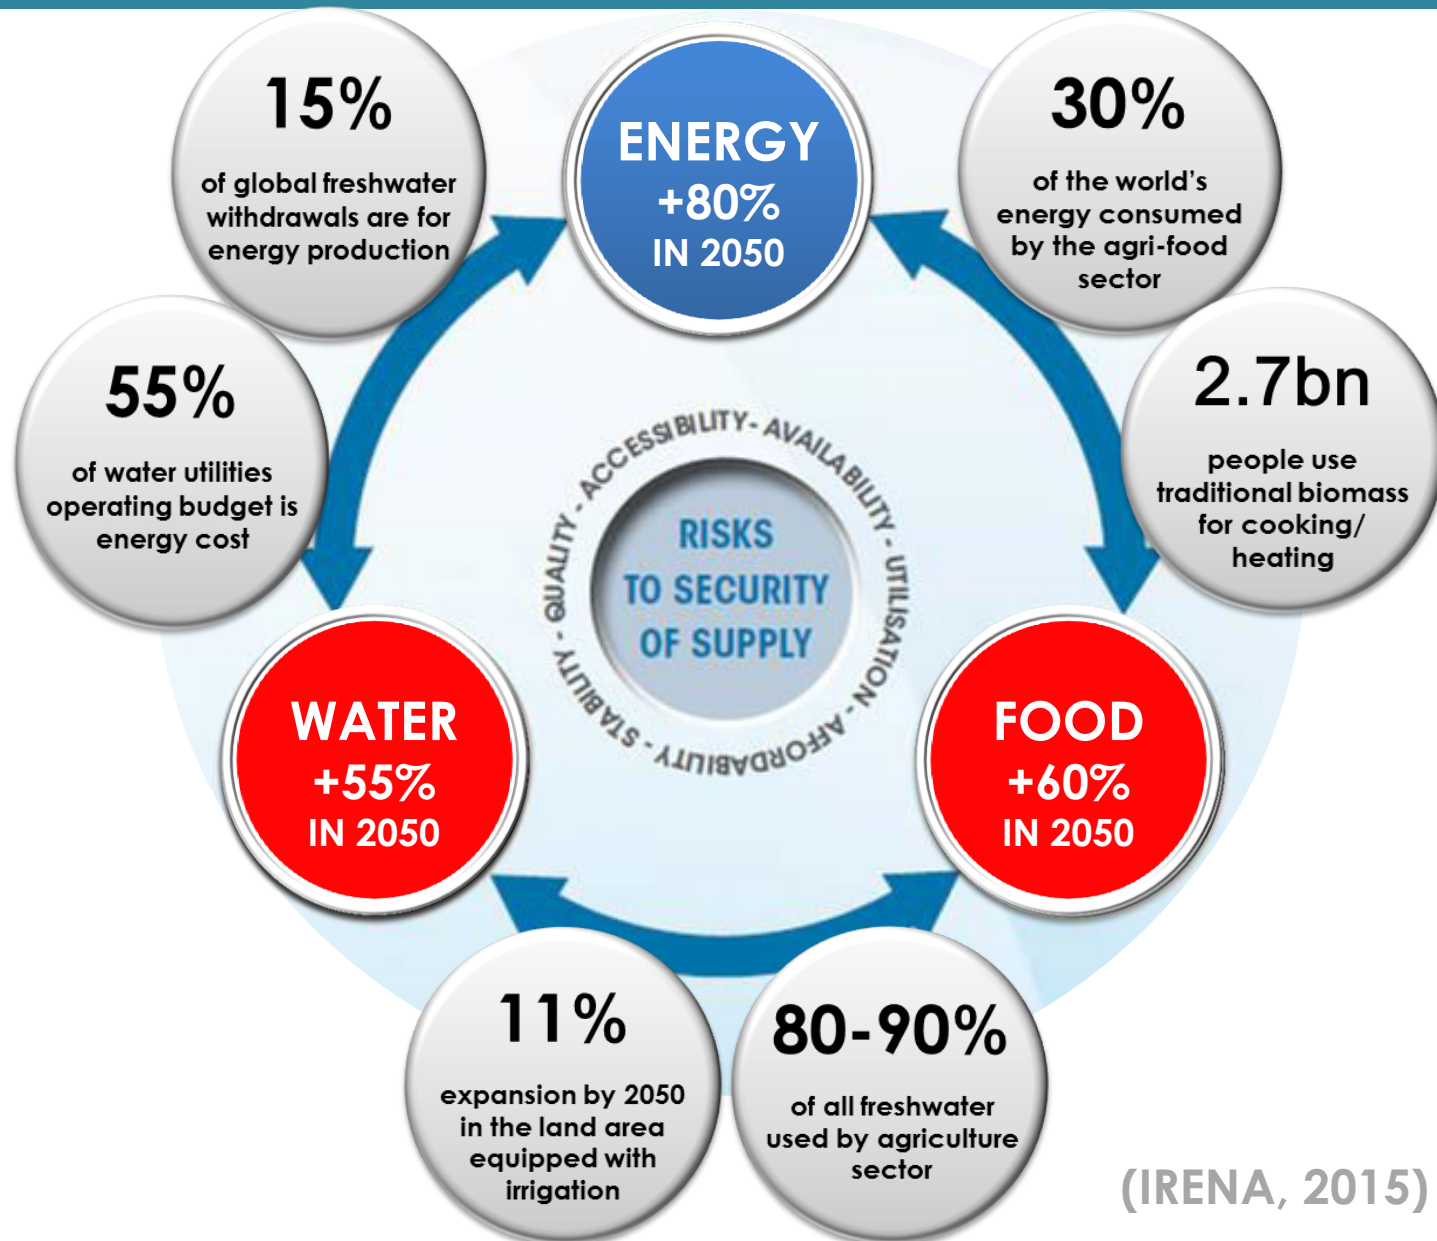 15%
of global freshwater
withdrawals are for
energy production
ENERGY
+80%
IN 2050
30%
of the world's
energy consumed
by the agri-food
sector
55%
of water utilities
operating budget is
energy cost
2.7bn
people use
traditional biomass
for cooking/
heating
ACCESSIBILITY - AVAILABILITY - UTILISATION - AFFORDABILITY - STABILITY - QUALITY -
RISKS
TO SECURITY
OF SUPPLY
WATER
+55%
IN 2050
FOOD
+60%
IN 2050
11%
expansion by 2050
in the land area
equipped with
irrigation
80-90%
of all freshwater
used by agriculture
sector
(IRENA, 2015)